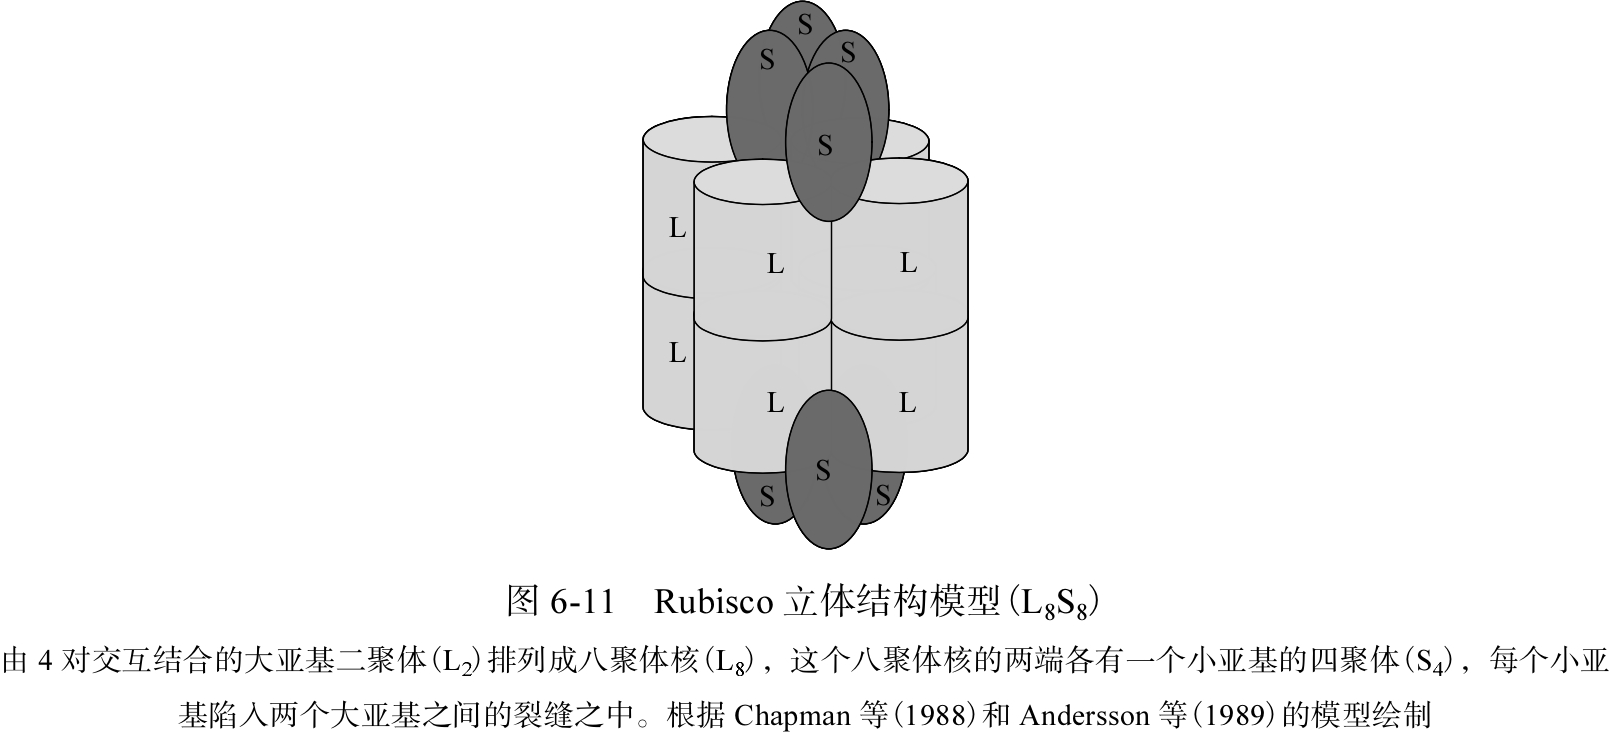 S
S
S
S
L
L
L
L
L
L
S
S
S
图 6-11 Rubisco 立体结构模型(L₈S₈)
由 4 对交互结合的大亚基二聚体(L₂)排列成八聚体核(L₈)，这个八聚体核的两端各有一个小亚基的四聚体(S₄)，每个小亚
基陷入两个大亚基之间的裂缝之中。根据 Chapman 等(1988)和 Andersson 等(1989)的模型绘制